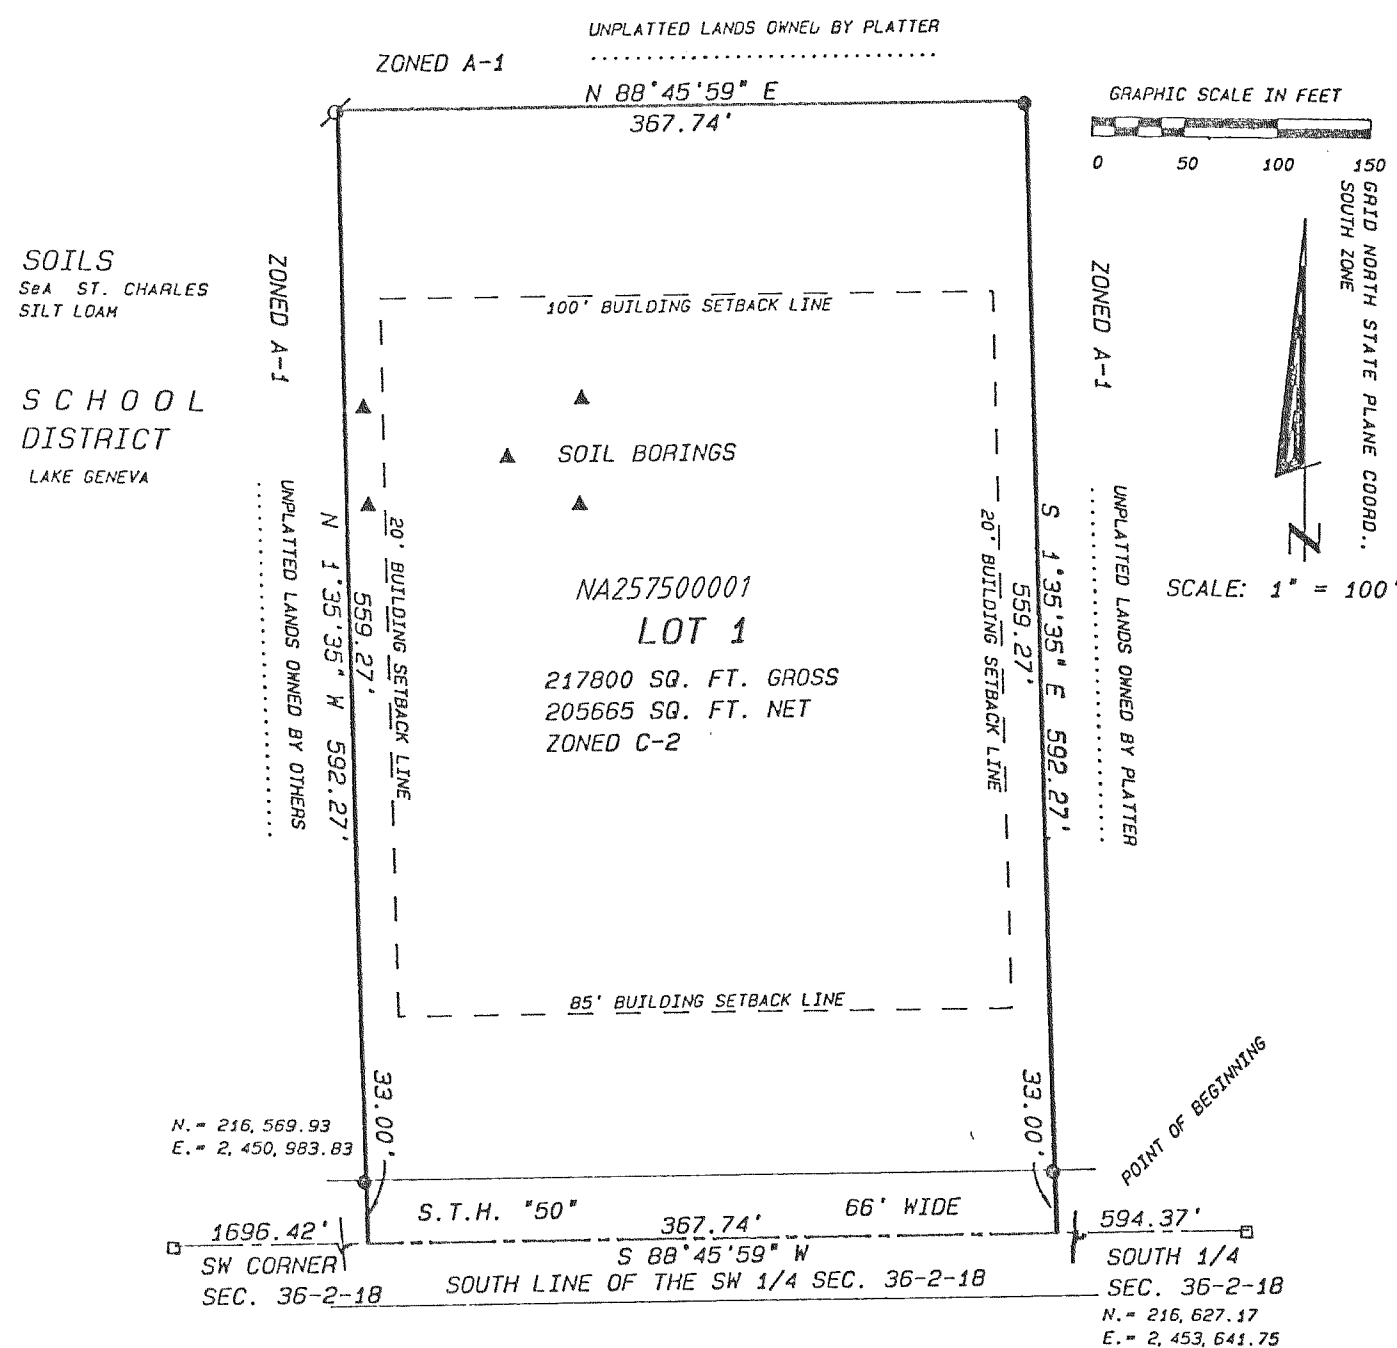 UNPLATTED LANDS OWNED BY PLATTER
ZONED A-1
N 88°45'59" E
367.74'
GRAPHIC SCALE IN FEET
0 50 100 150
GRID NORTH STATE PLANE COORD.,
SOUTH ZONE
SOILS
SeA ST. CHARLES
SILT LOAM
ZONED A-1
ZONED A-1
100' BUILDING SETBACK LINE
SCHOOL
DISTRICT
LAKE GENEVA
SOIL BORINGS
UNPLATTED LANDS OWNED BY OTHERS
N 1°35'35" W 592.27'
559.27'
20' BUILDING SETBACK LINE
20' BUILDING SETBACK LINE
559.27'
S 1°35'35" E 592.27'
UNPLATTED LANDS OWNED BY PLATTER
N
SCALE: 1" = 100'
NA257500001
LOT 1
217800 SQ. FT. GROSS
205665 SQ. FT. NET
ZONED C-2
85' BUILDING SETBACK LINE
33.00'
33.00'
POINT OF BEGINNING
N.= 216,569.93
E.= 2,450,983.83
S.T.H. "50"
66' WIDE
1696.42'
367.74'
594.37'
SW CORNER
SEC. 36-2-18
S 88°45'59" W
SOUTH LINE OF THE SW 1/4 SEC. 36-2-18
SOUTH 1/4
SEC. 36-2-18
N.= 216,627.17
E.= 2,453,641.75